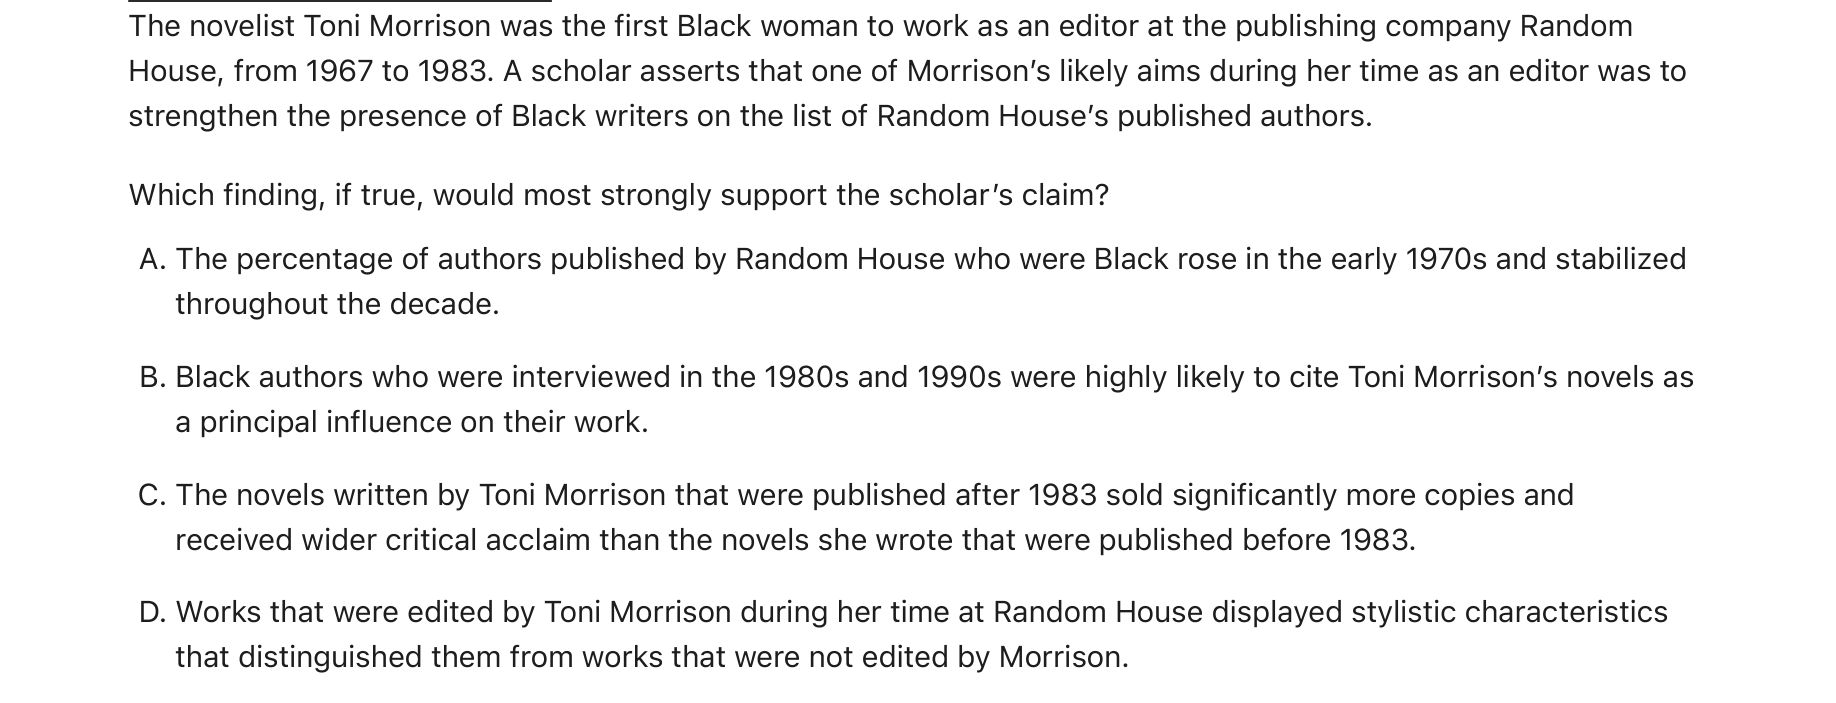 The novelist Toni Morrison was the first Black woman to work as an editor at the publishing company Random
House, from 1967 to 1983. A scholar asserts that one of Morrison’s likely aims during her time as an editor was to
strengthen the presence of Black writers on the list of Random House’s published authors.
Which finding, if true, would most strongly support the scholar’s claim?
A. The percentage of authors published by Random House who were Black rose in the early 1970s and stabilized
throughout the decade.
B. Black authors who were interviewed in the 1980s and 1990s were highly likely to cite Toni Morrison’s novels as
a principal influence on their work.
C. The novels written by Toni Morrison that were published after 1983 sold significantly more copies and
received wider critical acclaim than the novels she wrote that were published before 1983.
D. Works that were edited by Toni Morrison during her time at Random House displayed stylistic characteristics
that distinguished them from works that were not edited by Morrison.